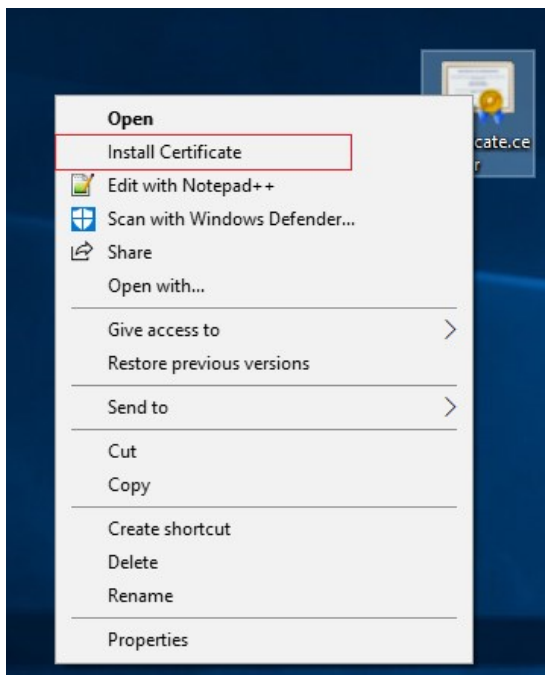 cate.ce
r
Open
Install Certificate
Edit with Notepad++
Scan with Windows Defender...
Share
Open with...
Give access to
Restore previous versions
Send to
Cut
Copy
Create shortcut
Delete
Rename
Properties